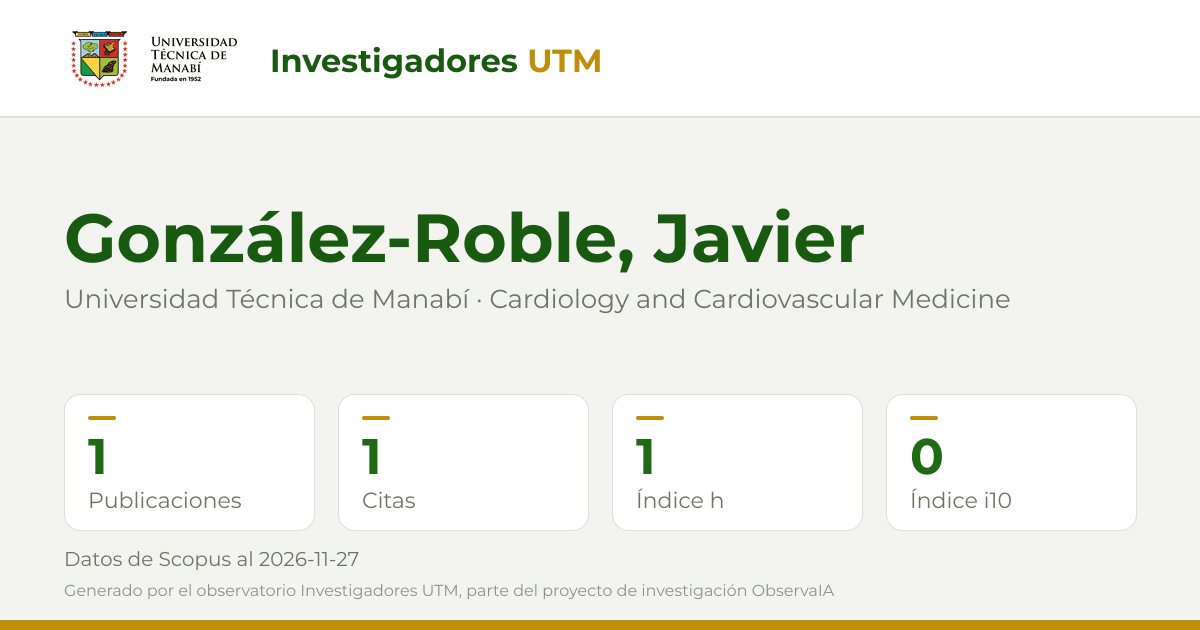 UNIVERSIDAD
TÉCNICA DE
MANABÍ
Fundada en 1952
Investigadores UTM
González-Roble, Javier
Universidad Técnica de Manabí · Cardiology and Cardiovascular Medicine
1
Publicaciones
1
Citas
1
Índice h
0
Índice i10
Datos de Scopus al 2026-11-27
Generado por el observatorio Investigadores UTM, parte del proyecto de investigación ObservaIA